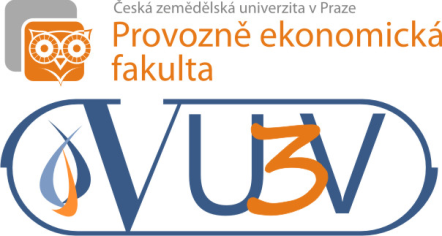 Česká zemědělská univerzita v Praze
Provozně ekonomická
fakulta
VU3V